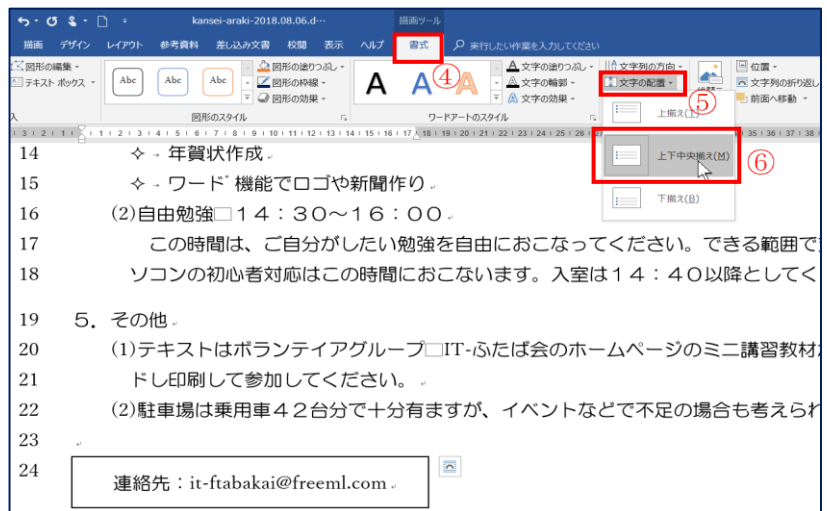 kansei-araki-2018.08.06.d…
描画ツール
描画 デザイン レイアウト 参考資料 差し込み文書 校閲 表示 ヘルプ 書式 実行したい作業を入力してください
図形の編集
テキスト ボックス
Abc Abc Abc
図形の塗りつぶし
図形の枠線
図形の効果
図形のスタイル
A A A
④
文字の塗りつぶし
文字の輪郭
文字の効果
ワードアートのスタイル
文字列の方向
文字の配置
⑤
位置
文字列の折り返し
前面へ移動
上揃え(T)
上下中央揃え(M)
⑥
下揃え(B)
14 ✧ 年賀状作成
15 ✧ ワード機能でロゴや新聞作り
16 (2)自由勉強□14：30～16：00
17 この時間は、ご自分がしたい勉強を自由におこなってください。できる範囲で
18 ソコンの初心者対応はこの時間におこないます。入室は14：40以降としてく
19 5．その他
20 (1)テキストはボランテイアグループ□IT-ふたば会のホームページのミニ講習教材
21 ドし印刷して参加してください。
22 (2)駐車場は乗用車42台分で十分有ますが、イベントなどで不足の場合も考えられ
23
24 連絡先：it-ftabakai@freeml.com